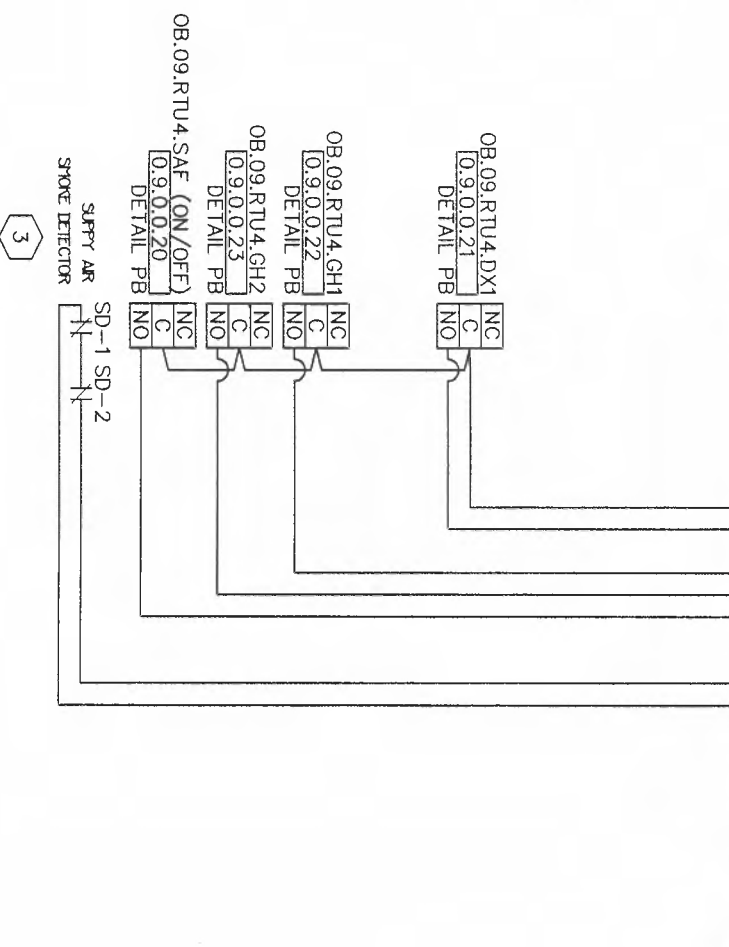 OB.09.RTU4.DX1
0.9.0.0.21
DETAIL PB
NC
C
NO
OB.09.RTU4.GH1
0.9.0.0.22
DETAIL PB
NC
C
NO
OB.09.RTU4.GH2
0.9.0.0.23
DETAIL PB
NC
C
NO
OB.09.RTU4.SAF (ON/OFF)
0.9.0.0.20
DETAIL PB
NC
C
NO
SD-1 SD-2
SUPPY AIR
SMOKE DETECTOR
3